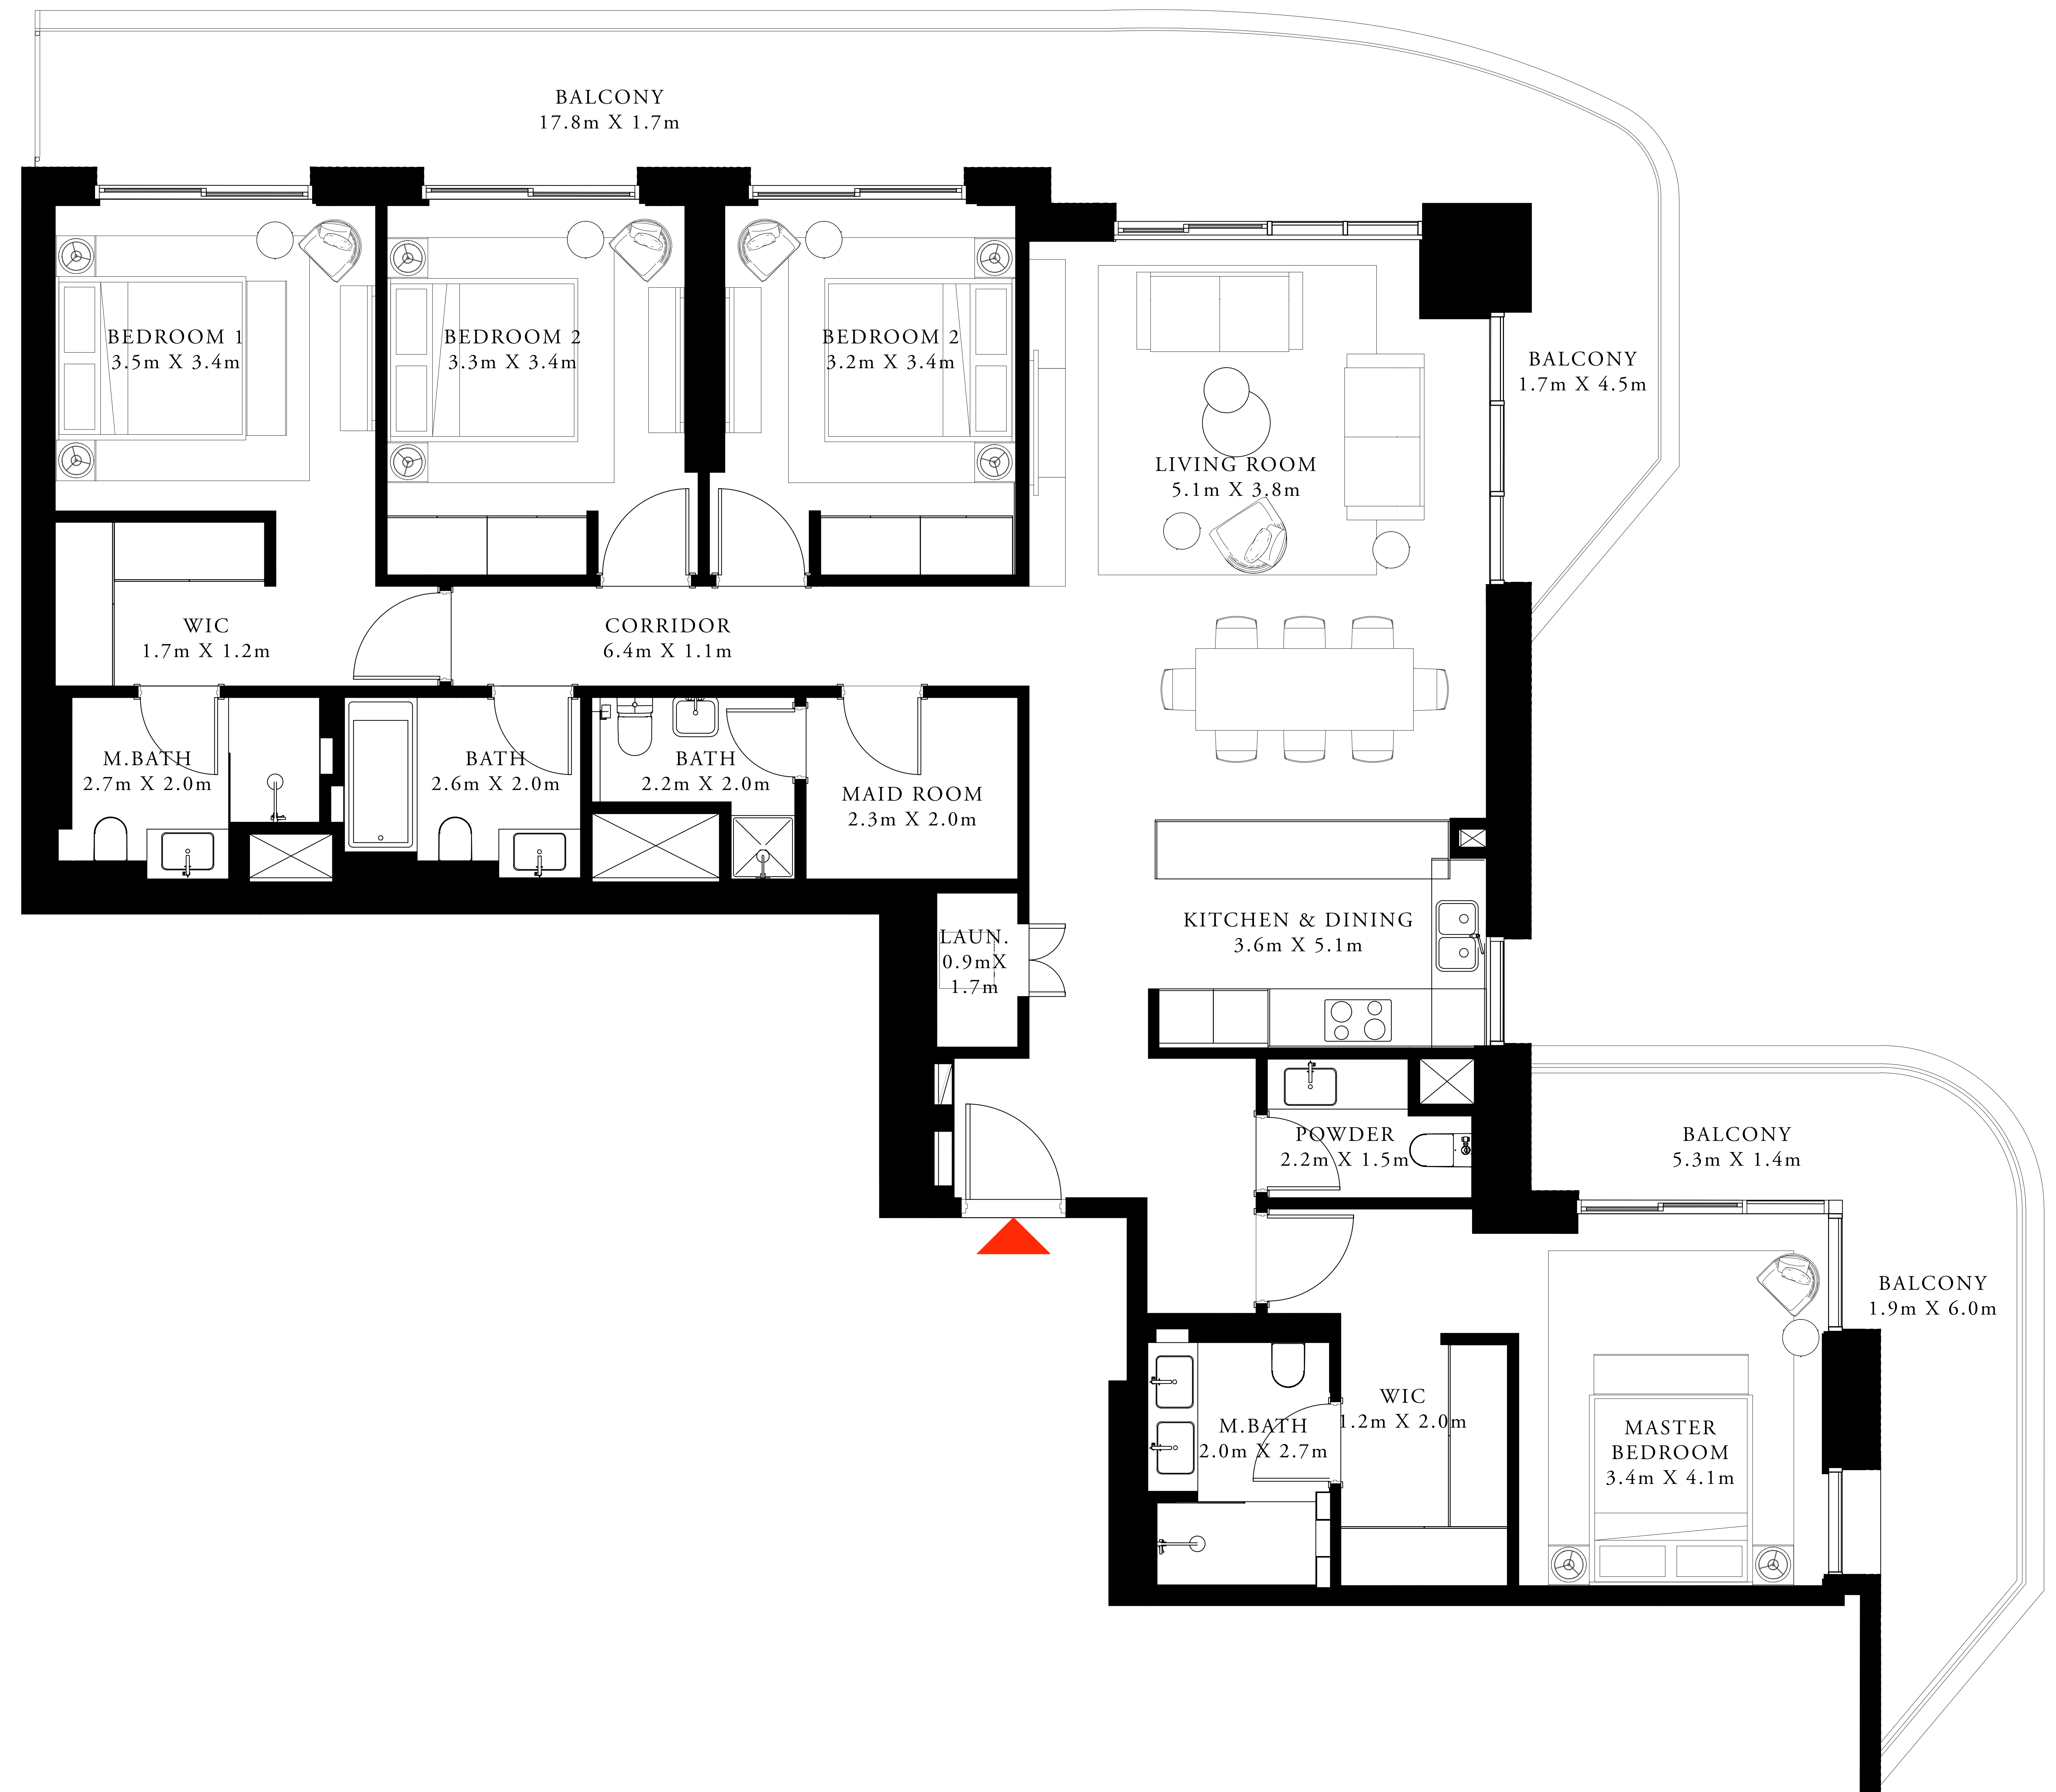 BALCONY
17.8m X 1.7m
BEDROOM 1
3.5m X 3.4m
BEDROOM 2
3.3m X 3.4m
BEDROOM 2
3.2m X 3.4m
BALCONY
1.7m X 4.5m
LIVING ROOM
5.1m X 3.8m
WIC
1.7m X 1.2m
CORRIDOR
6.4m X 1.1m
M.BATH
2.7m X 2.0m
BATH
2.6m X 2.0m
BATH
2.2m X 2.0m
MAID ROOM
2.3m X 2.0m
KITCHEN & DINING
3.6m X 5.1m
LAUN.
0.9mX
1.7m
POWDER
2.2m X 1.5m
BALCONY
5.3m X 1.4m
BALCONY
1.9m X 6.0m
WIC
1.2m X 2.0m
M.BATH
2.0m X 2.7m
MASTER
BEDROOM
3.4m X 4.1m